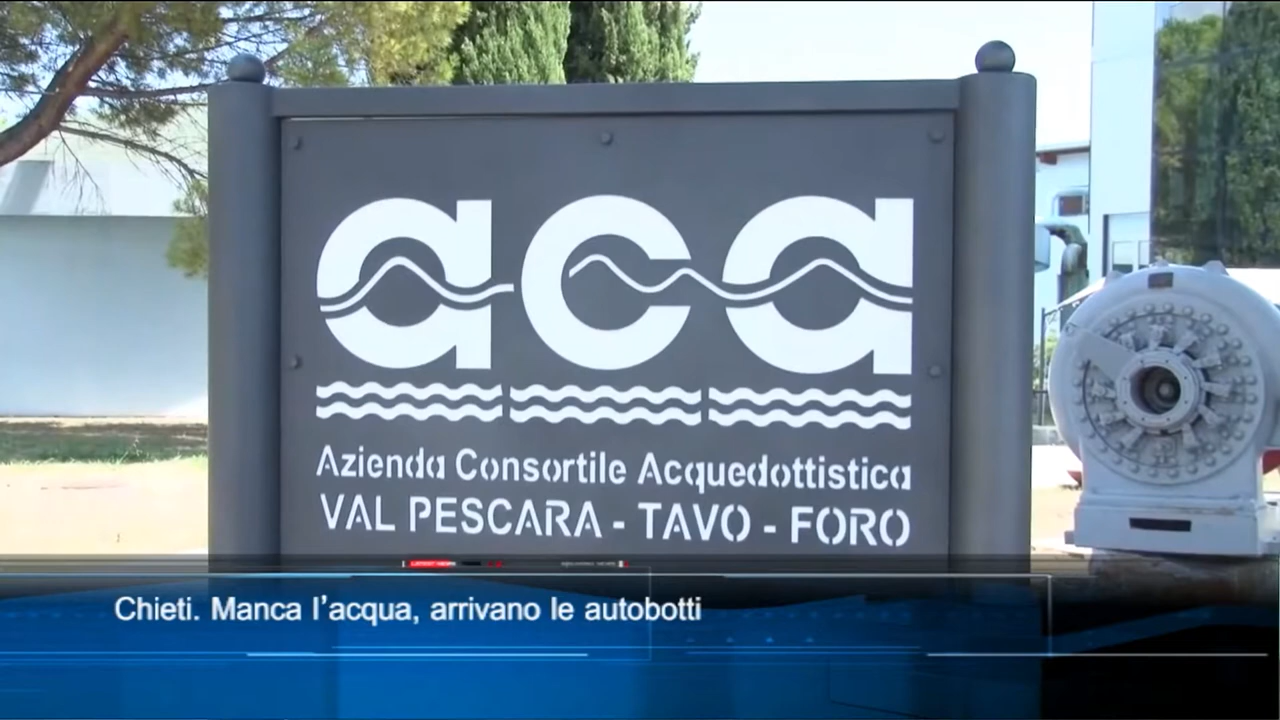 aca
Azienda Consortile Acquedottistica
VAL PESCARA - TAVO - FORO
Chieti. Manca l'acqua, arrivano le autobotti